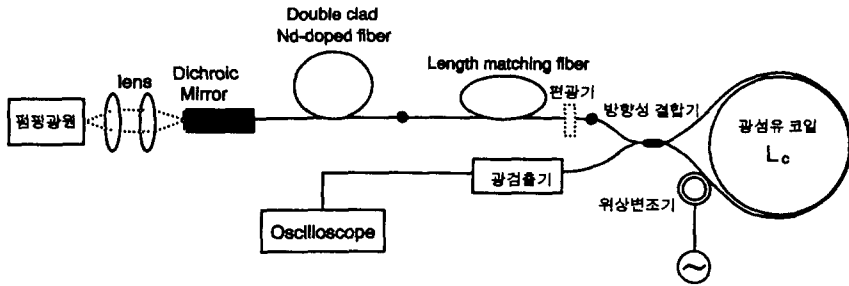 Double clad
Nd-doped fiber
Length matching fiber
lens
Dichroic
Mirror
편광기
방향성 결합기
펌핑광원
광섬유 코일
Lc
광검출기
위상변조기
Oscilloscope
~